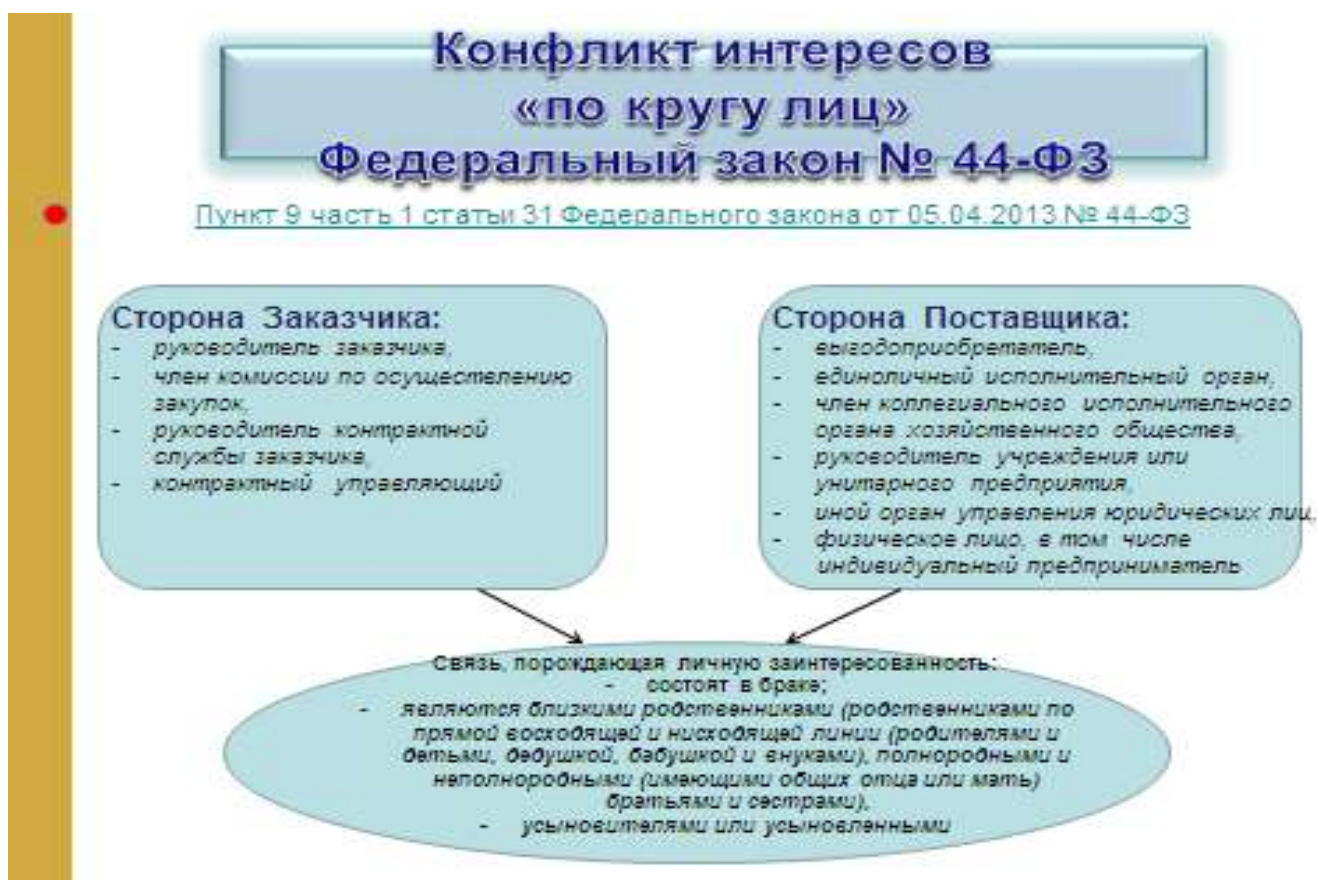 Конфликт интересов
«по кругу лиц»
Федеральный закон № 44-ФЗ
Пункт 9 часть 1 статьи 31 Федерального закона от 05.04.2013 № 44-ФЗ
Сторона Заказчика:
- руководитель заказчика,
- член комиссии по осуществлению
закупок,
- руководитель контрактной
службы заказчика,
- контрактный управляющий
Сторона Поставщика:
- выгодоприобретатель,
- единоличный исполнительный орган,
- член коллегиального исполнительного
органа хозяйственного общества,
- руководитель учреждения или
унитарного предприятия,
- иной орган управления юридических лиц,
- физическое лицо, в том числе
индивидуальный предприниматель
Связь, порождающая личную заинтересованность:
- состоят в браке;
- являются близкими родственниками (родственниками по
прямой восходящей и нисходящей линии (родителями и
детьми, дедушкой, бабушкой и внуками), полнородными и
неполнородными (имеющими общих отца или мать)
братьями и сестрами),
- усыновителями или усыновленными